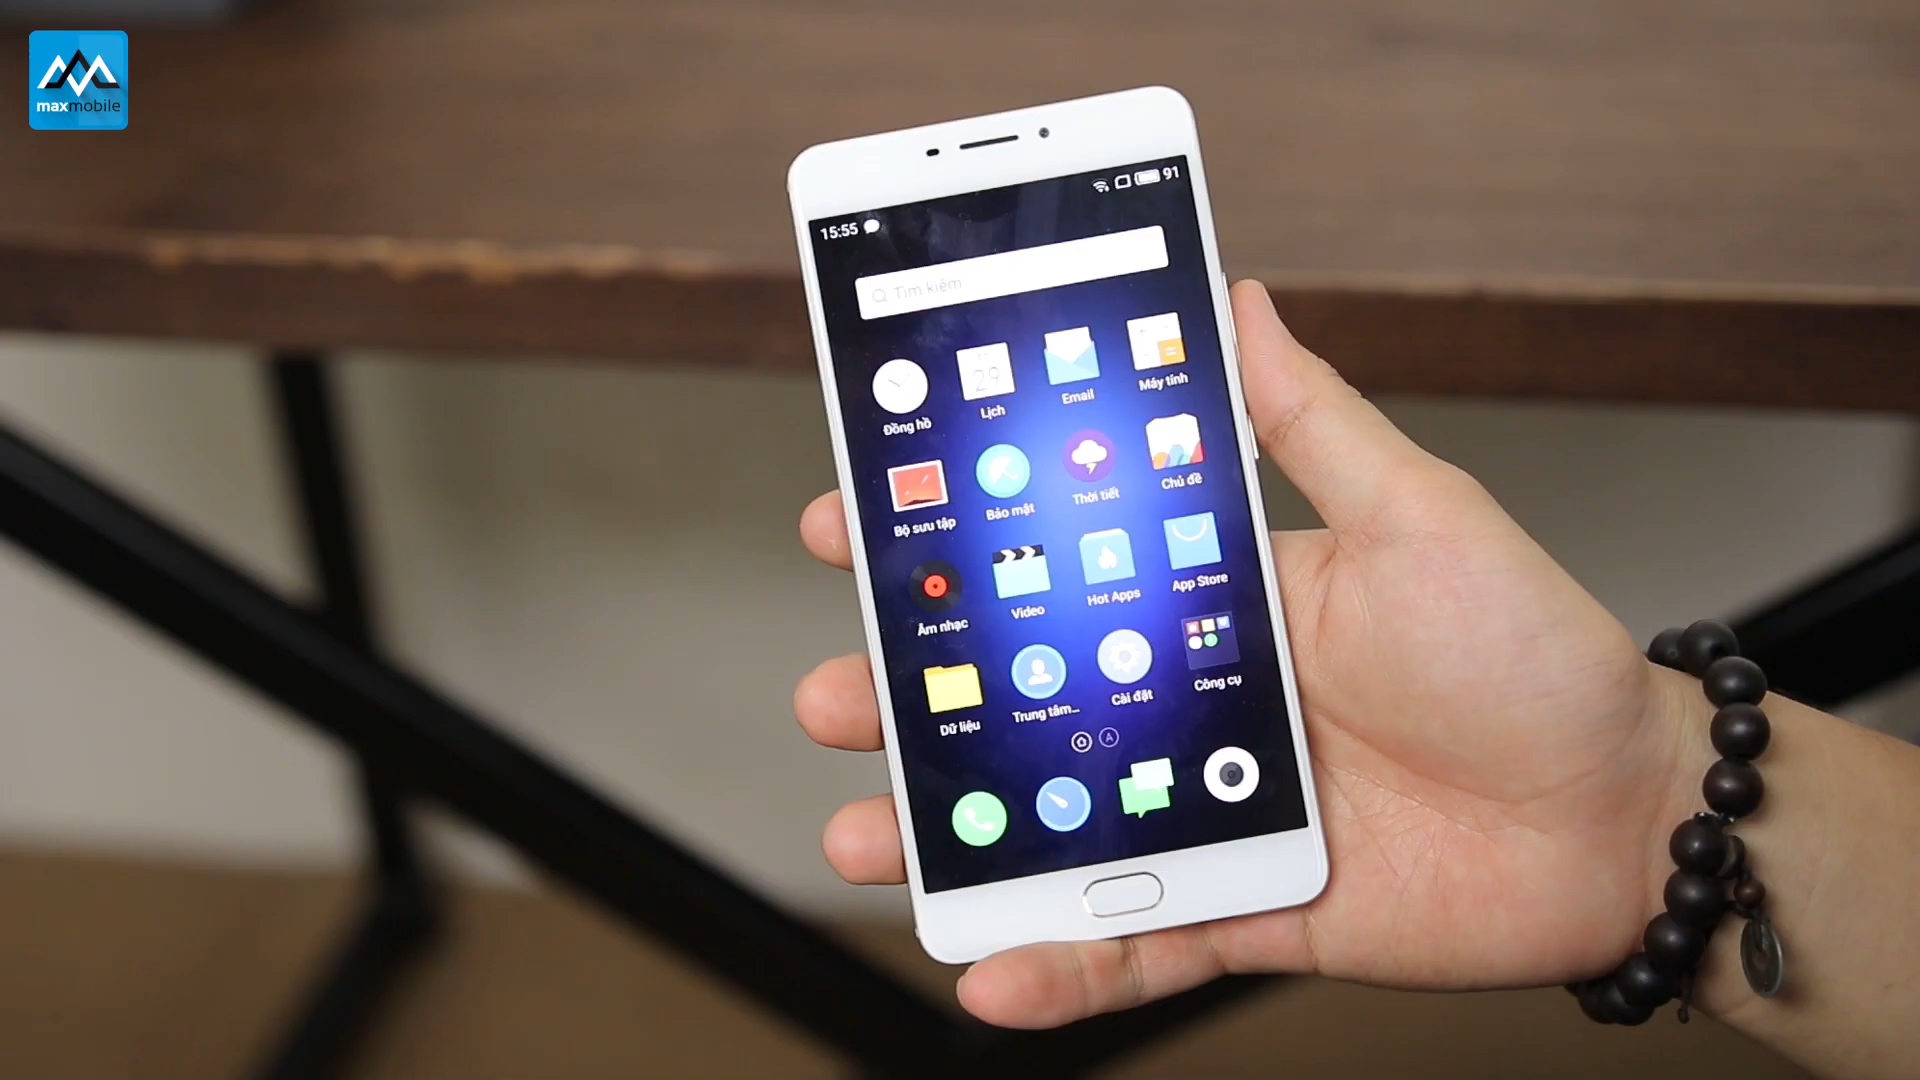 maxmobile
15:55
91
Tìm kiếm
29
Đồng hồ
Lịch
Email
Máy tính
Bộ sưu tập
Bảo mật
Thời tiết
Chủ đề
Âm nhạc
Video
Hot Apps
App Store
Dữ liệu
Trung tâm...
Cài đặt
Công cụ
A